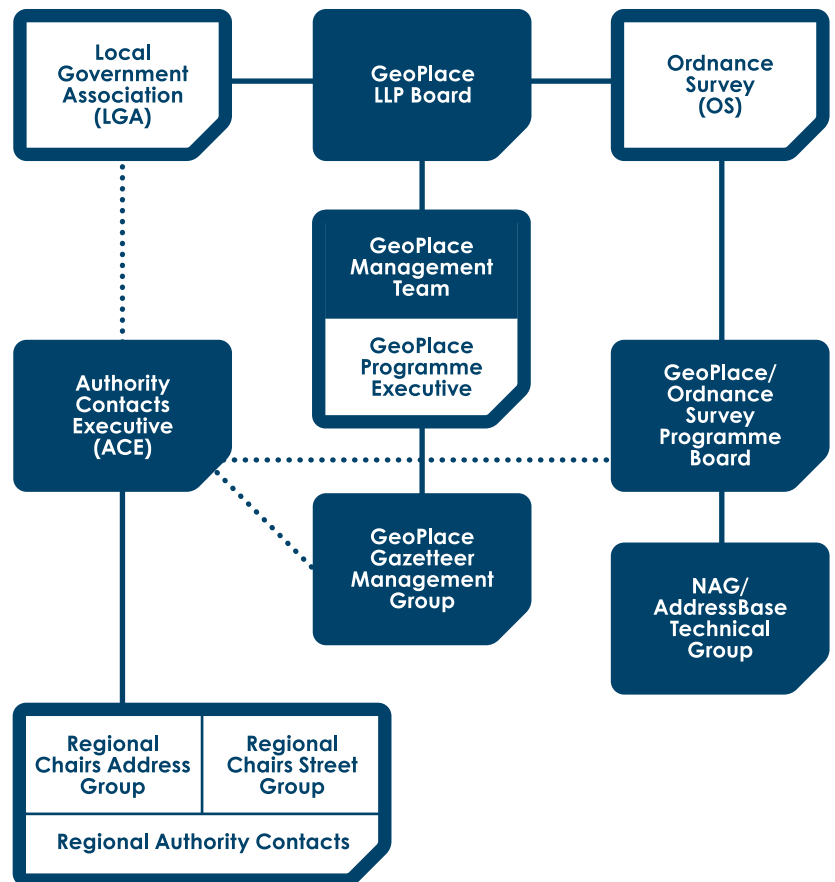 Local
Government
Association
(LGA)
GeoPlace
LLP Board
Ordnance
Survey
(OS)
GeoPlace
Management
Team
GeoPlace
Programme
Executive
Authority
Contacts
Executive
(ACE)
GeoPlace/
Ordnance
Survey
Programme
Board
GeoPlace
Gazetteer
Management
Group
NAG/
AddressBase
Technical
Group
Regional
Chairs Address
Group
Regional
Chairs Street
Group
Regional Authority Contacts